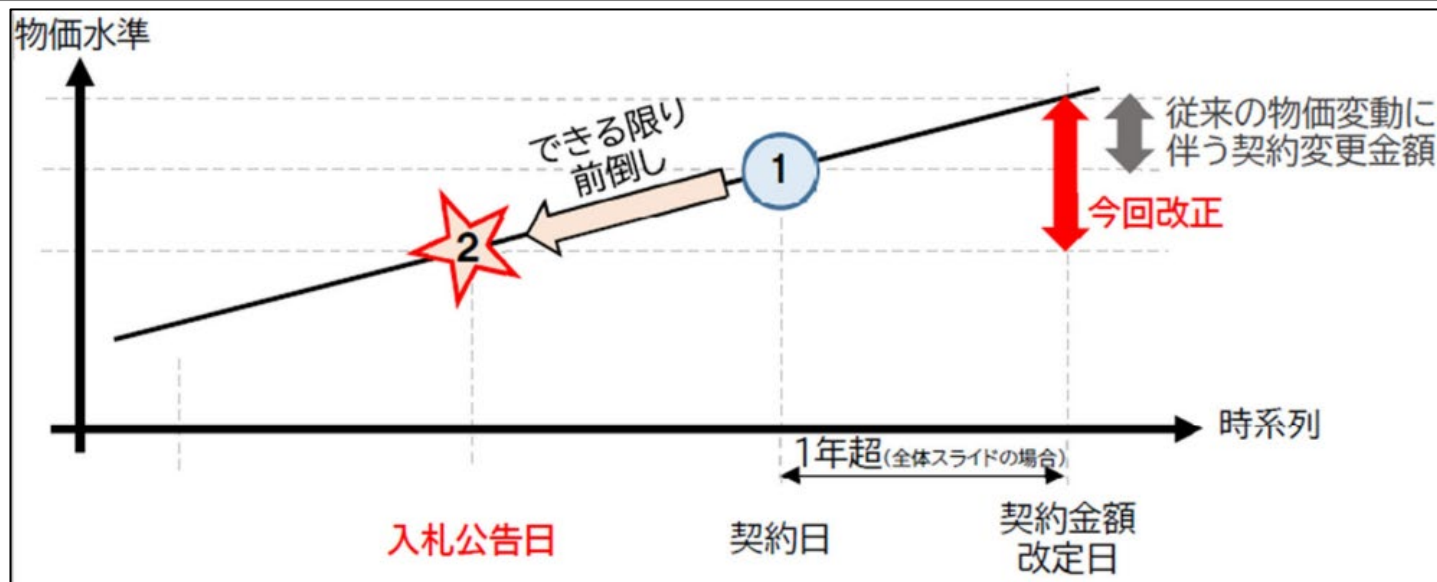 物価水準
できる限り
前倒し
1
従来の物価変動に
伴う契約変更金額
今回改正
2
時系列
1年超(全体スライドの場合)
入札公告日
契約日
契約金額
改定日